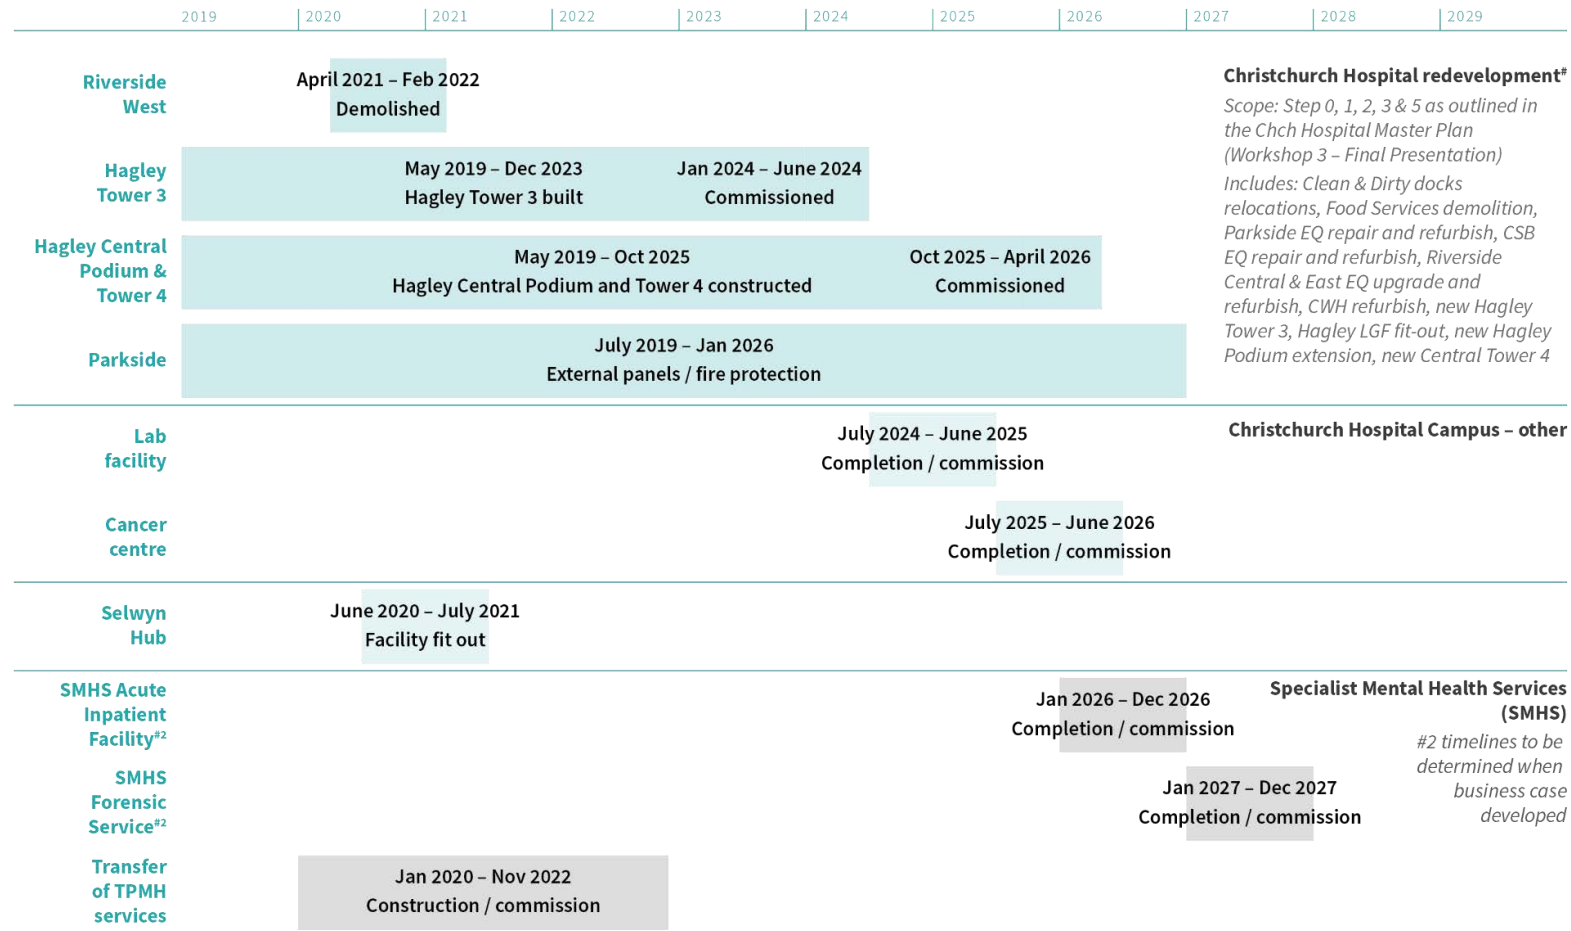 2019 2020 2021 2022 2023 2024 2025 2026 2027 2028 2029
Riverside
West
April 2021 – Feb 2022
Demolished
Hagley
Tower 3
May 2019 – Dec 2023
Hagley Tower 3 built
Jan 2024 – June 2024
Commissioned
Hagley Central
Podium &
Tower 4
May 2019 – Oct 2025
Hagley Central Podium and Tower 4 constructed
Oct 2025 – April 2026
Commissioned
Parkside
July 2019 – Jan 2026
External panels / fire protection
Christchurch Hospital redevelopment#
Scope: Step 0, 1, 2, 3 & 5 as outlined in
the Chch Hospital Master Plan
(Workshop 3 – Final Presentation)
Includes: Clean & Dirty docks
relocations, Food Services demolition,
Parkside EQ repair and refurbish, CSB
EQ repair and refurbish, Riverside
Central & East EQ upgrade and
refurbish, CWH refurbish, new Hagley
Tower 3, Hagley LGF fit-out, new Hagley
Podium extension, new Central Tower 4
Lab
facility
July 2024 – June 2025
Completion / commission
Christchurch Hospital Campus – other
Cancer
centre
July 2025 – June 2026
Completion / commission
Selwyn
Hub
June 2020 – July 2021
Facility fit out
SMHS Acute
Inpatient
Facility#2
Jan 2026 – Dec 2026
Completion / commission
Specialist Mental Health Services
(SMHS)
#2 timelines to be
determined when
business case
developed
SMHS
Forensic
Service#2
Jan 2027 – Dec 2027
Completion / commission
Transfer
of TPMH
services
Jan 2020 – Nov 2022
Construction / commission